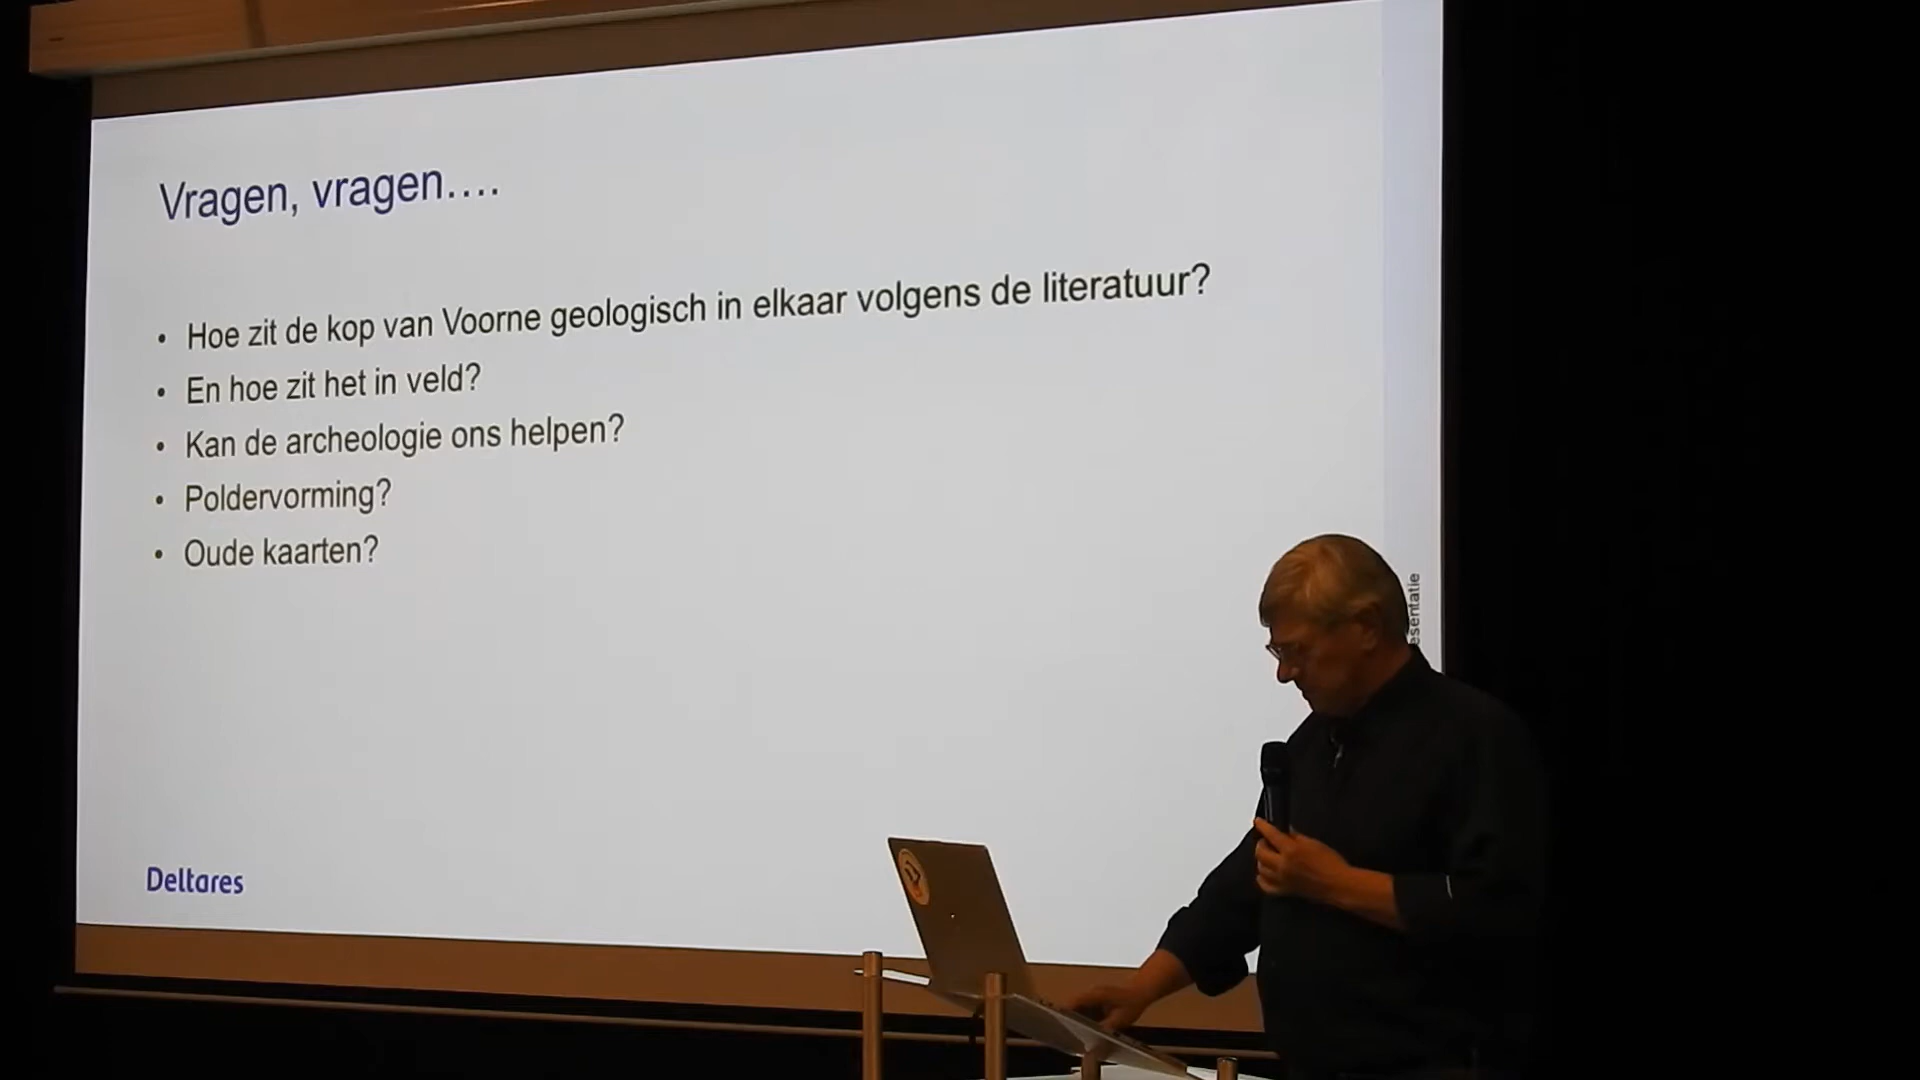 Vragen, vragen....
• Hoe zit de kop van Voorne geologisch in elkaar volgens de literatuur?
• En hoe zit het in veld?
• Kan de archeologie ons helpen?
• Poldervorming?
• Oude kaarten?
esentatie
Deltares